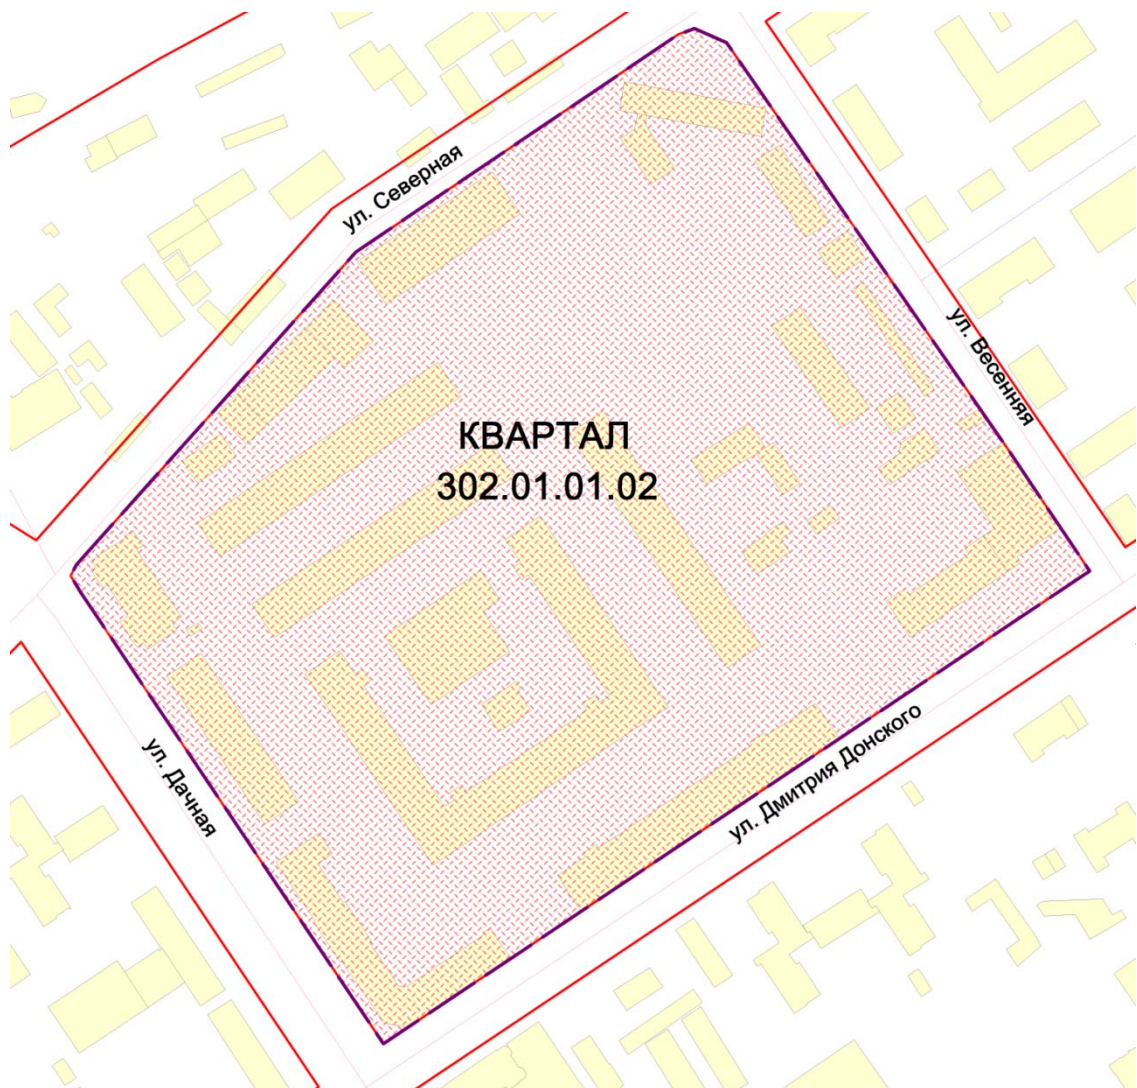 ул. Северная
ул. Весенняя
КВАРТАЛ
302.01.01.02
ул. Дачная
ул. Дмитрия Донского